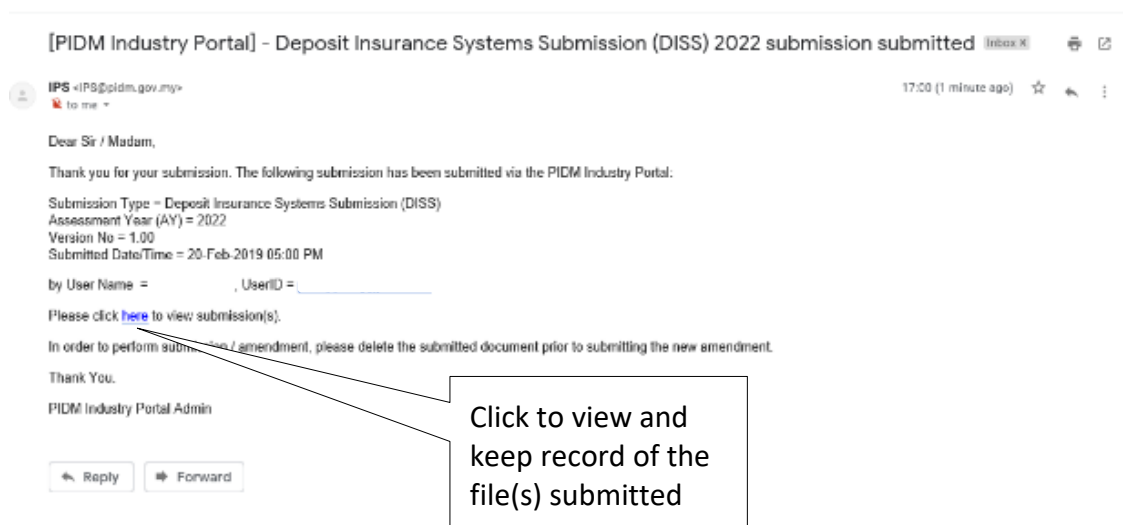 [PIDM Industry Portal] - Deposit Insurance Systems Submission (DISS) 2022 submission submitted Inbox x
IPS <IPS@pidm.gov.my> 17:00 (1 minute ago)
to me
Dear Sir / Madam,
Thank you for your submission. The following submission has been submitted via the PIDM Industry Portal:
Submission Type = Deposit Insurance Systems Submission (DISS)
Assessment Year (AY) = 2022
Version No = 1.00
Submitted Date/Time = 20-Feb-2019 05:00 PM
by User Name = , UserID =
Please click here to view submission(s).
In order to perform submission / amendment, please delete the submitted document prior to submitting the new amendment.
Thank You.
PIDM Industry Portal Admin
Click to view and
keep record of the
file(s) submitted
Reply Forward